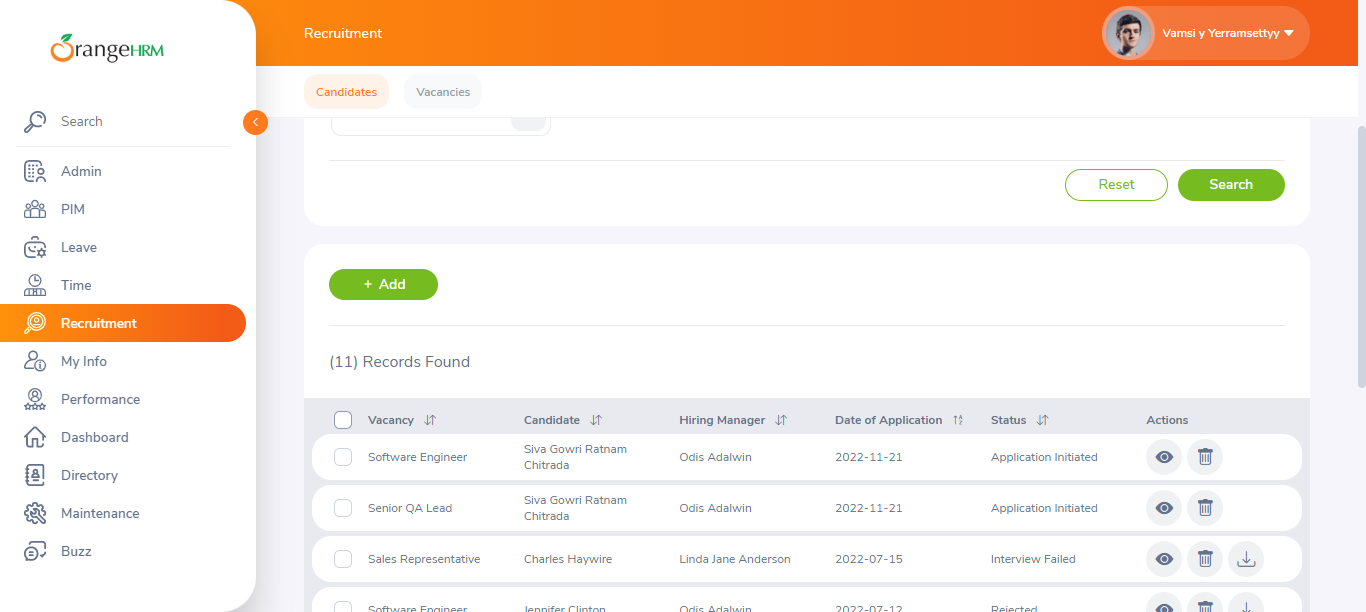 OrangeHRM
Recruitment
Vamsi y Yerramsettyy
Candidates
Vacancies
Search
Admin
PIM
Leave
Time
Recruitment
My Info
Performance
Dashboard
Directory
Maintenance
Buzz
Reset
Search
+ Add
(11) Records Found
Vacancy Candidate Hiring Manager Date of Application Status Actions
Software Engineer Siva Gowri Ratnam Odis Adalwin 2022-11-21 Application Initiated
Chitrada
Senior QA Lead Siva Gowri Ratnam Odis Adalwin 2022-11-21 Application Initiated
Chitrada
Sales Representative Charles Haywire Linda Jane Anderson 2022-07-15 Interview Failed
Software Engineer Jennifer Clinton Odis Adalwin 2022-07-12 Rejected